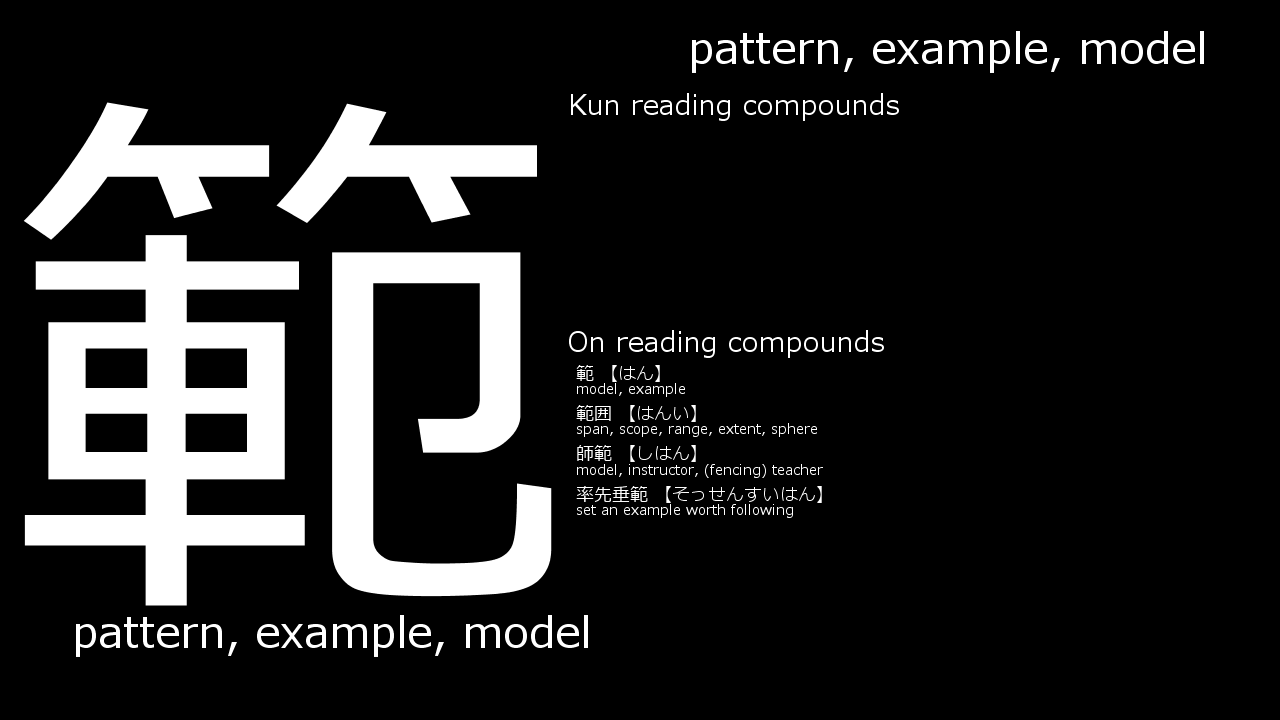 pattern, example, model
範
Kun reading compounds
On reading compounds
範 【はん】
model, example
範囲 【はんい】
span, scope, range, extent, sphere
師範 【しはん】
model, instructor, (fencing) teacher
率先垂範 【そっせんすいはん】
set an example worth following
pattern, example, model